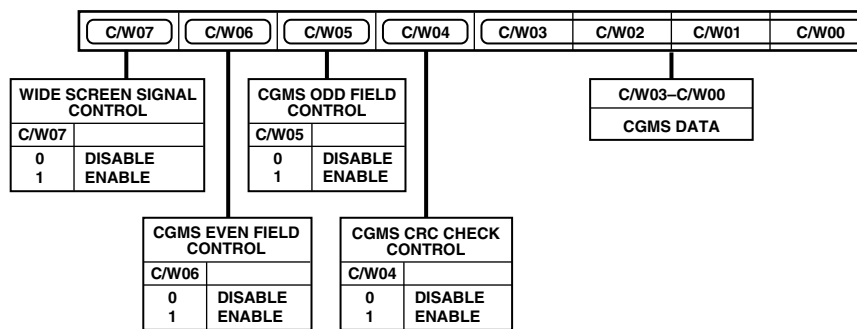 C/W07 C/W06 C/W05 C/W04 C/W03 C/W02 C/W01 C/W00
WIDE SCREEN SIGNAL
CONTROL
C/W07
0 DISABLE
1 ENABLE
CGMS ODD FIELD
CONTROL
C/W05
0 DISABLE
1 ENABLE
C/W03–C/W00
CGMS DATA
CGMS EVEN FIELD
CONTROL
C/W06
0 DISABLE
1 ENABLE
CGMS CRC CHECK
CONTROL
C/W04
0 DISABLE
1 ENABLE